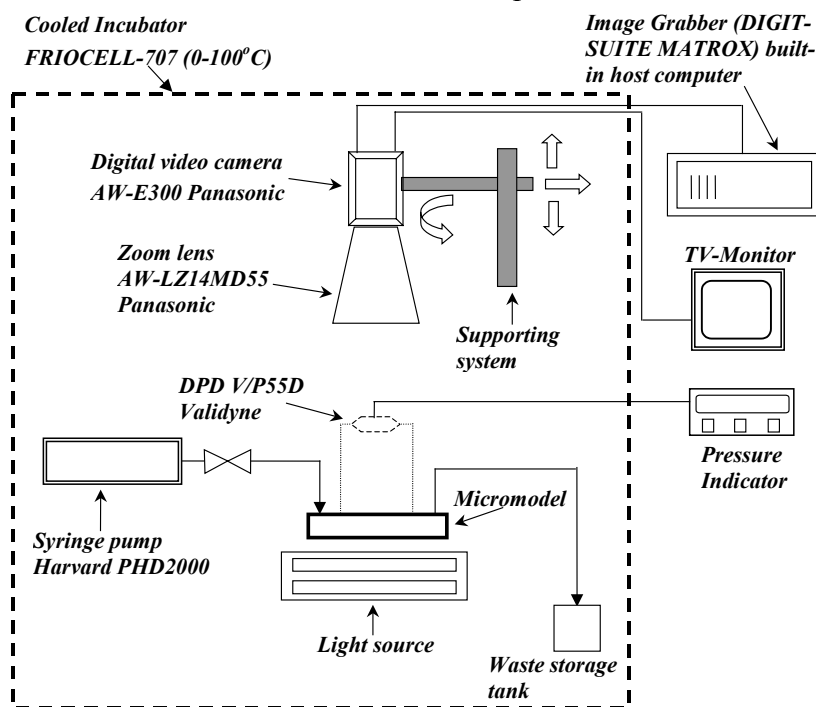 Cooled Incubator
FRIOCELL-707 (0-100°C)
Image Grabber (DIGIT-
SUITE MATROX) built-
in host computer
Digital video camera
AW-E300 Panasonic
Zoom lens
AW-LZ14MD55
Panasonic
TV-Monitor
Supporting
system
DPD V/P55D
Validyne
Pressure
Indicator
Micromodel
Syringe pump
Harvard PHD2000
Light source
Waste storage
tank